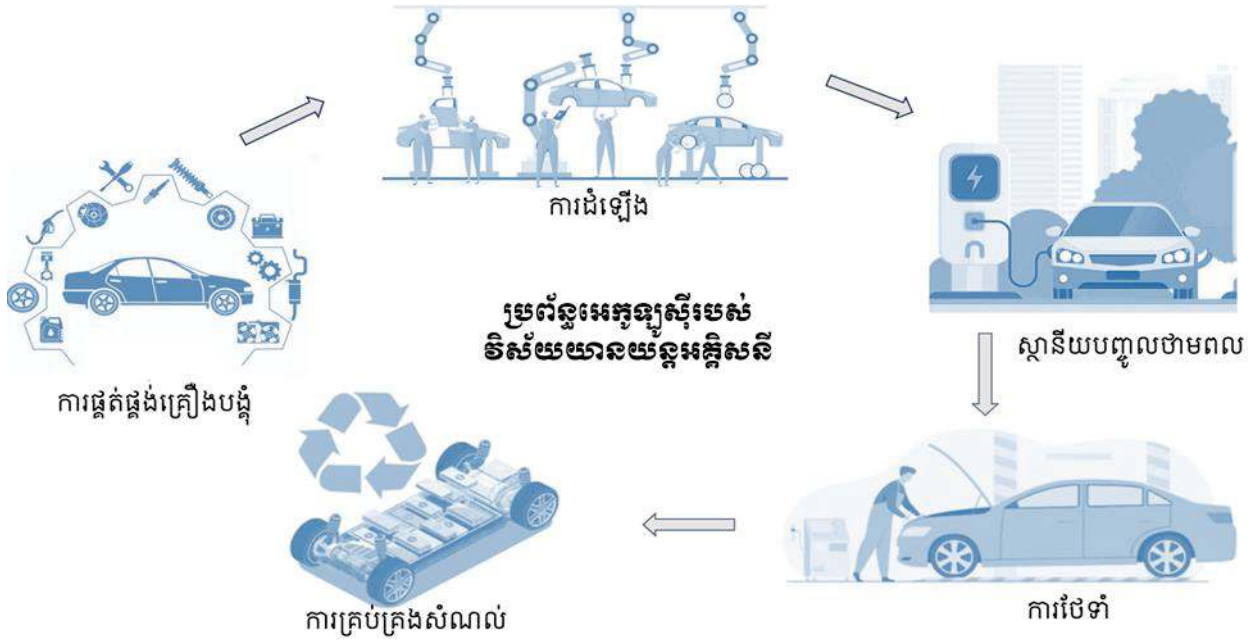 ការដំឡើង
ប្រព័ន្ធអេកូឡូស៊ីរបស់
វិស័យយានយន្តអគ្គិសនី
ស្ថានីយបញ្ចូលថាមពល
ការផ្គត់ផ្គង់គ្រឿងបង្គុំ
ការថែទាំ
ការគ្រប់គ្រងសំណល់